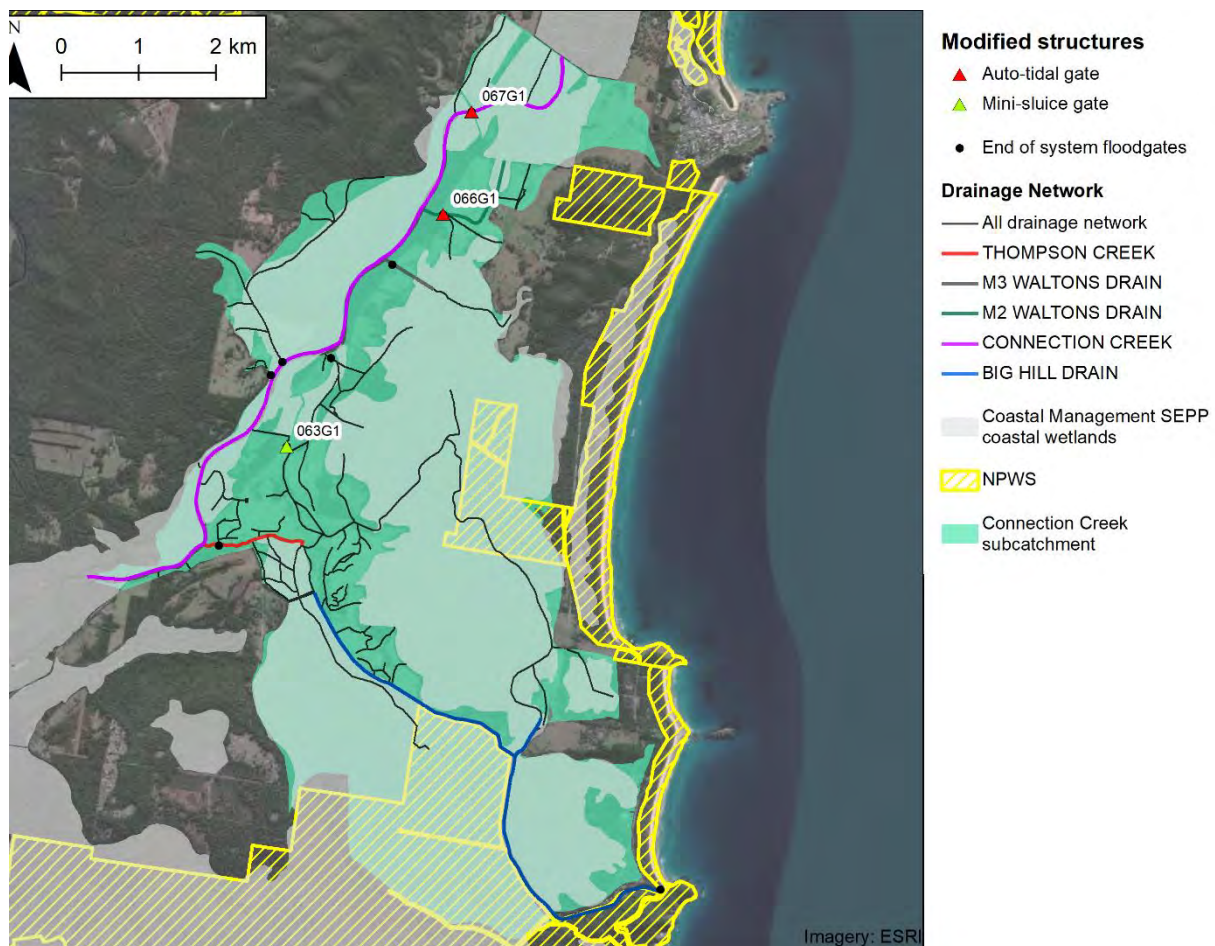 N
0 1 2 km
067G1
066G1
063G1
Imagery: ESRI
Modified structures
Auto-tidal gate
Mini-sluice gate
End of system floodgates
Drainage Network
All drainage network
THOMPSON CREEK
M3 WALTONS DRAIN
M2 WALTONS DRAIN
CONNECTION CREEK
BIG HILL DRAIN
Coastal Management SEPP
coastal wetlands
NPWS
Connection Creek
subcatchment